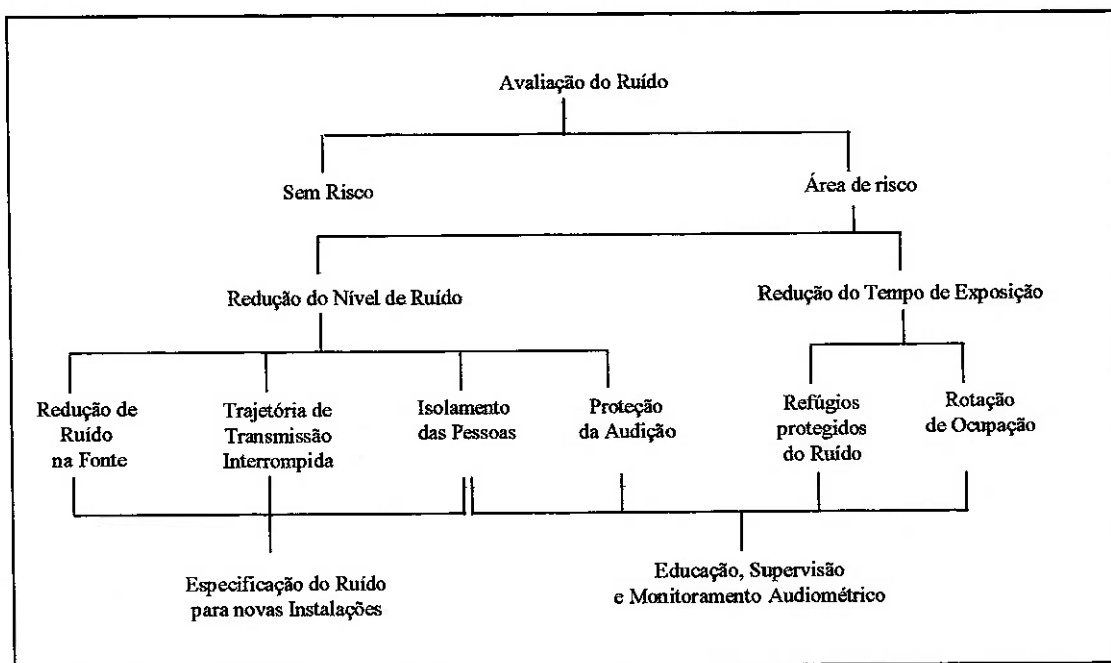 Avaliação do Ruído
Sem Risco
Área de risco
Redução do Nível de Ruído
Redução do Tempo de Exposição
Redução de
Ruído
na Fonte
Trajetória de
Transmissão
Interrompida
Isolamento
das Pessoas
Proteção
da Audição
Refúgios
protegidos
do Ruído
Rotação
de Ocupação
Especificação do Ruído
para novas Instalações
Educação, Supervisão
e Monitoramento Audiométrico